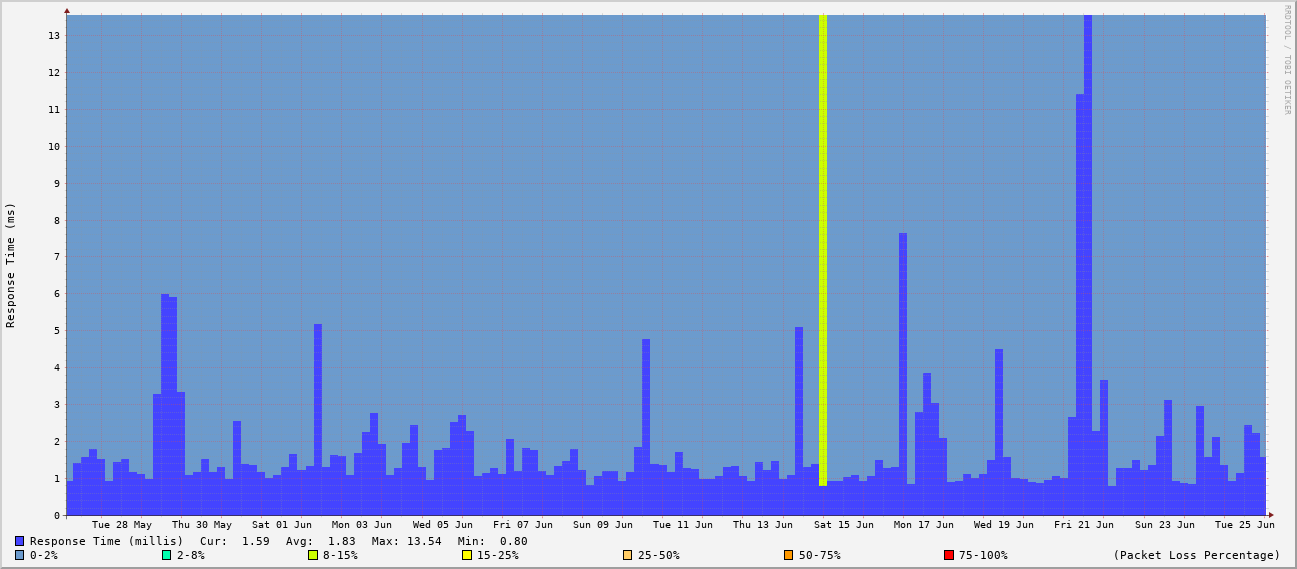 RRDTOOL / TOBI OETIKER
Response Time (ms)
13
12
11
10
9
8
7
6
5
4
3
2
1
0
Tue 28 May Thu 30 May Sat 01 Jun Mon 03 Jun Wed 05 Jun Fri 07 Jun Sun 09 Jun Tue 11 Jun Thu 13 Jun Sat 15 Jun Mon 17 Jun Wed 19 Jun Fri 21 Jun Sun 23 Jun Tue 25 Jun
Response Time (millis) Cur: 1.59 Avg: 1.83 Max: 13.54 Min: 0.80
0-2% 2-8% 8-15% 15-25% 25-50% 50-75% 75-100% (Packet Loss Percentage)